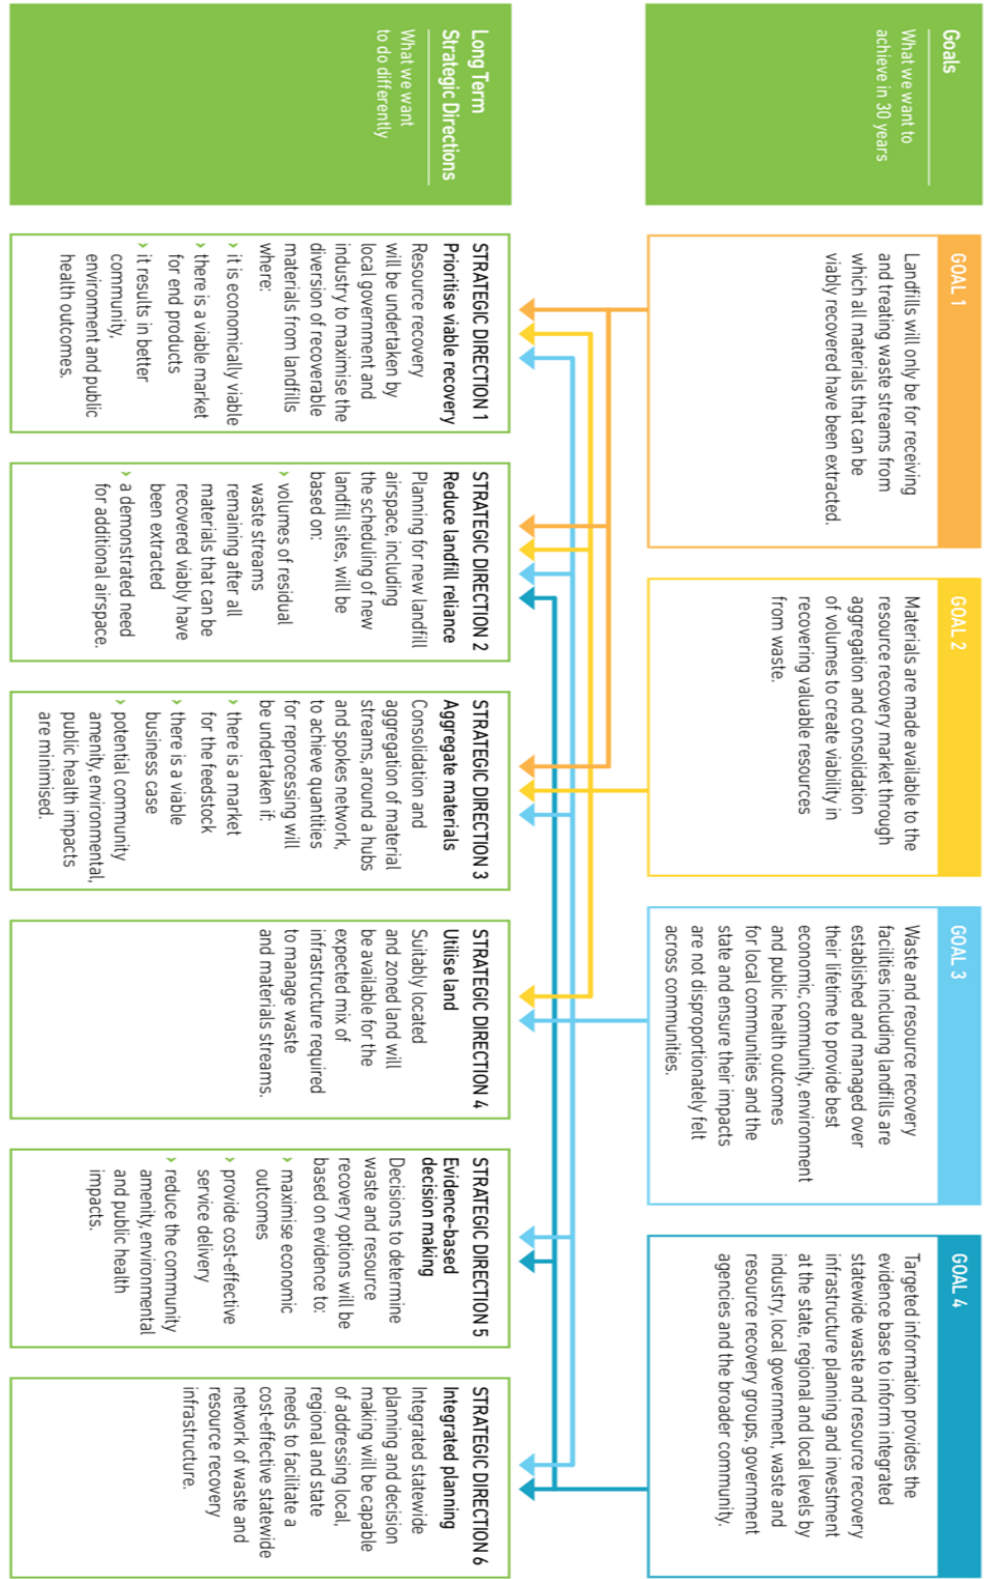 Goals
What we want to
achieve in 30 years
GOAL 1
Landfills will only be for receiving
and treating waste streams from
which all materials that can be
viably recovered have been extracted.
GOAL 2
Materials are made available to the
resource recovery market through
aggregation and consolidation
of volumes to create viability in
recovering valuable resources
from waste.
GOAL 3
Waste and resource recovery
facilities including landfills are
established and managed over
their lifetime to provide best
economic, community, environment
and public health outcomes
for local communities and the
state and ensure their impacts
are not disproportionately felt
across communities.
GOAL 4
Targeted information provides the
evidence base to inform integrated
statewide waste and resource recovery
infrastructure planning and investment
at the state, regional and local levels by
industry, local government, waste and
resource recovery groups, government
agencies and the broader community.
Long Term
Strategic Directions
What we want
to do differently
STRATEGIC DIRECTION 1
Prioritise viable recovery
Resource recovery
will be undertaken by
local government and
industry to maximise the
diversion of recoverable
materials from landfills
where:
› it is economically viable
› there is a viable market
for end products
› it results in better
community,
environment and public
health outcomes.
STRATEGIC DIRECTION 2
Reduce landfill reliance
Planning for new landfill
airspace, including
the scheduling of new
landfill sites, will be
based on:
› volumes of residual
waste streams
remaining after all
materials that can be
recovered viably have
been extracted
› a demonstrated need
for additional airspace.
STRATEGIC DIRECTION 3
Aggregate materials
Consolidation and
aggregation of material
streams, around a hubs
and spokes network,
to achieve quantities
for reprocessing will
be undertaken if:
› there is a market
for the feedstock
› there is a viable
business case
› potential community
amenity, environmental,
public health impacts
are minimised.
STRATEGIC DIRECTION 4
Utilise land
Suitably located
and zoned land will
be available for the
expected mix of
infrastructure required
to manage waste
and materials streams.
STRATEGIC DIRECTION 5
Evidence-based
decision making
Decisions to determine
waste and resource
recovery options will be
based on evidence to:
› maximise economic
outcomes
› provide cost-effective
service delivery
› reduce the community
amenity, environmental
and public health
impacts.
STRATEGIC DIRECTION 6
Integrated planning
Integrated statewide
planning and decision
making will be capable
of addressing local,
regional and state
needs to facilitate a
cost-effective statewide
network of waste and
resource recovery
infrastructure.